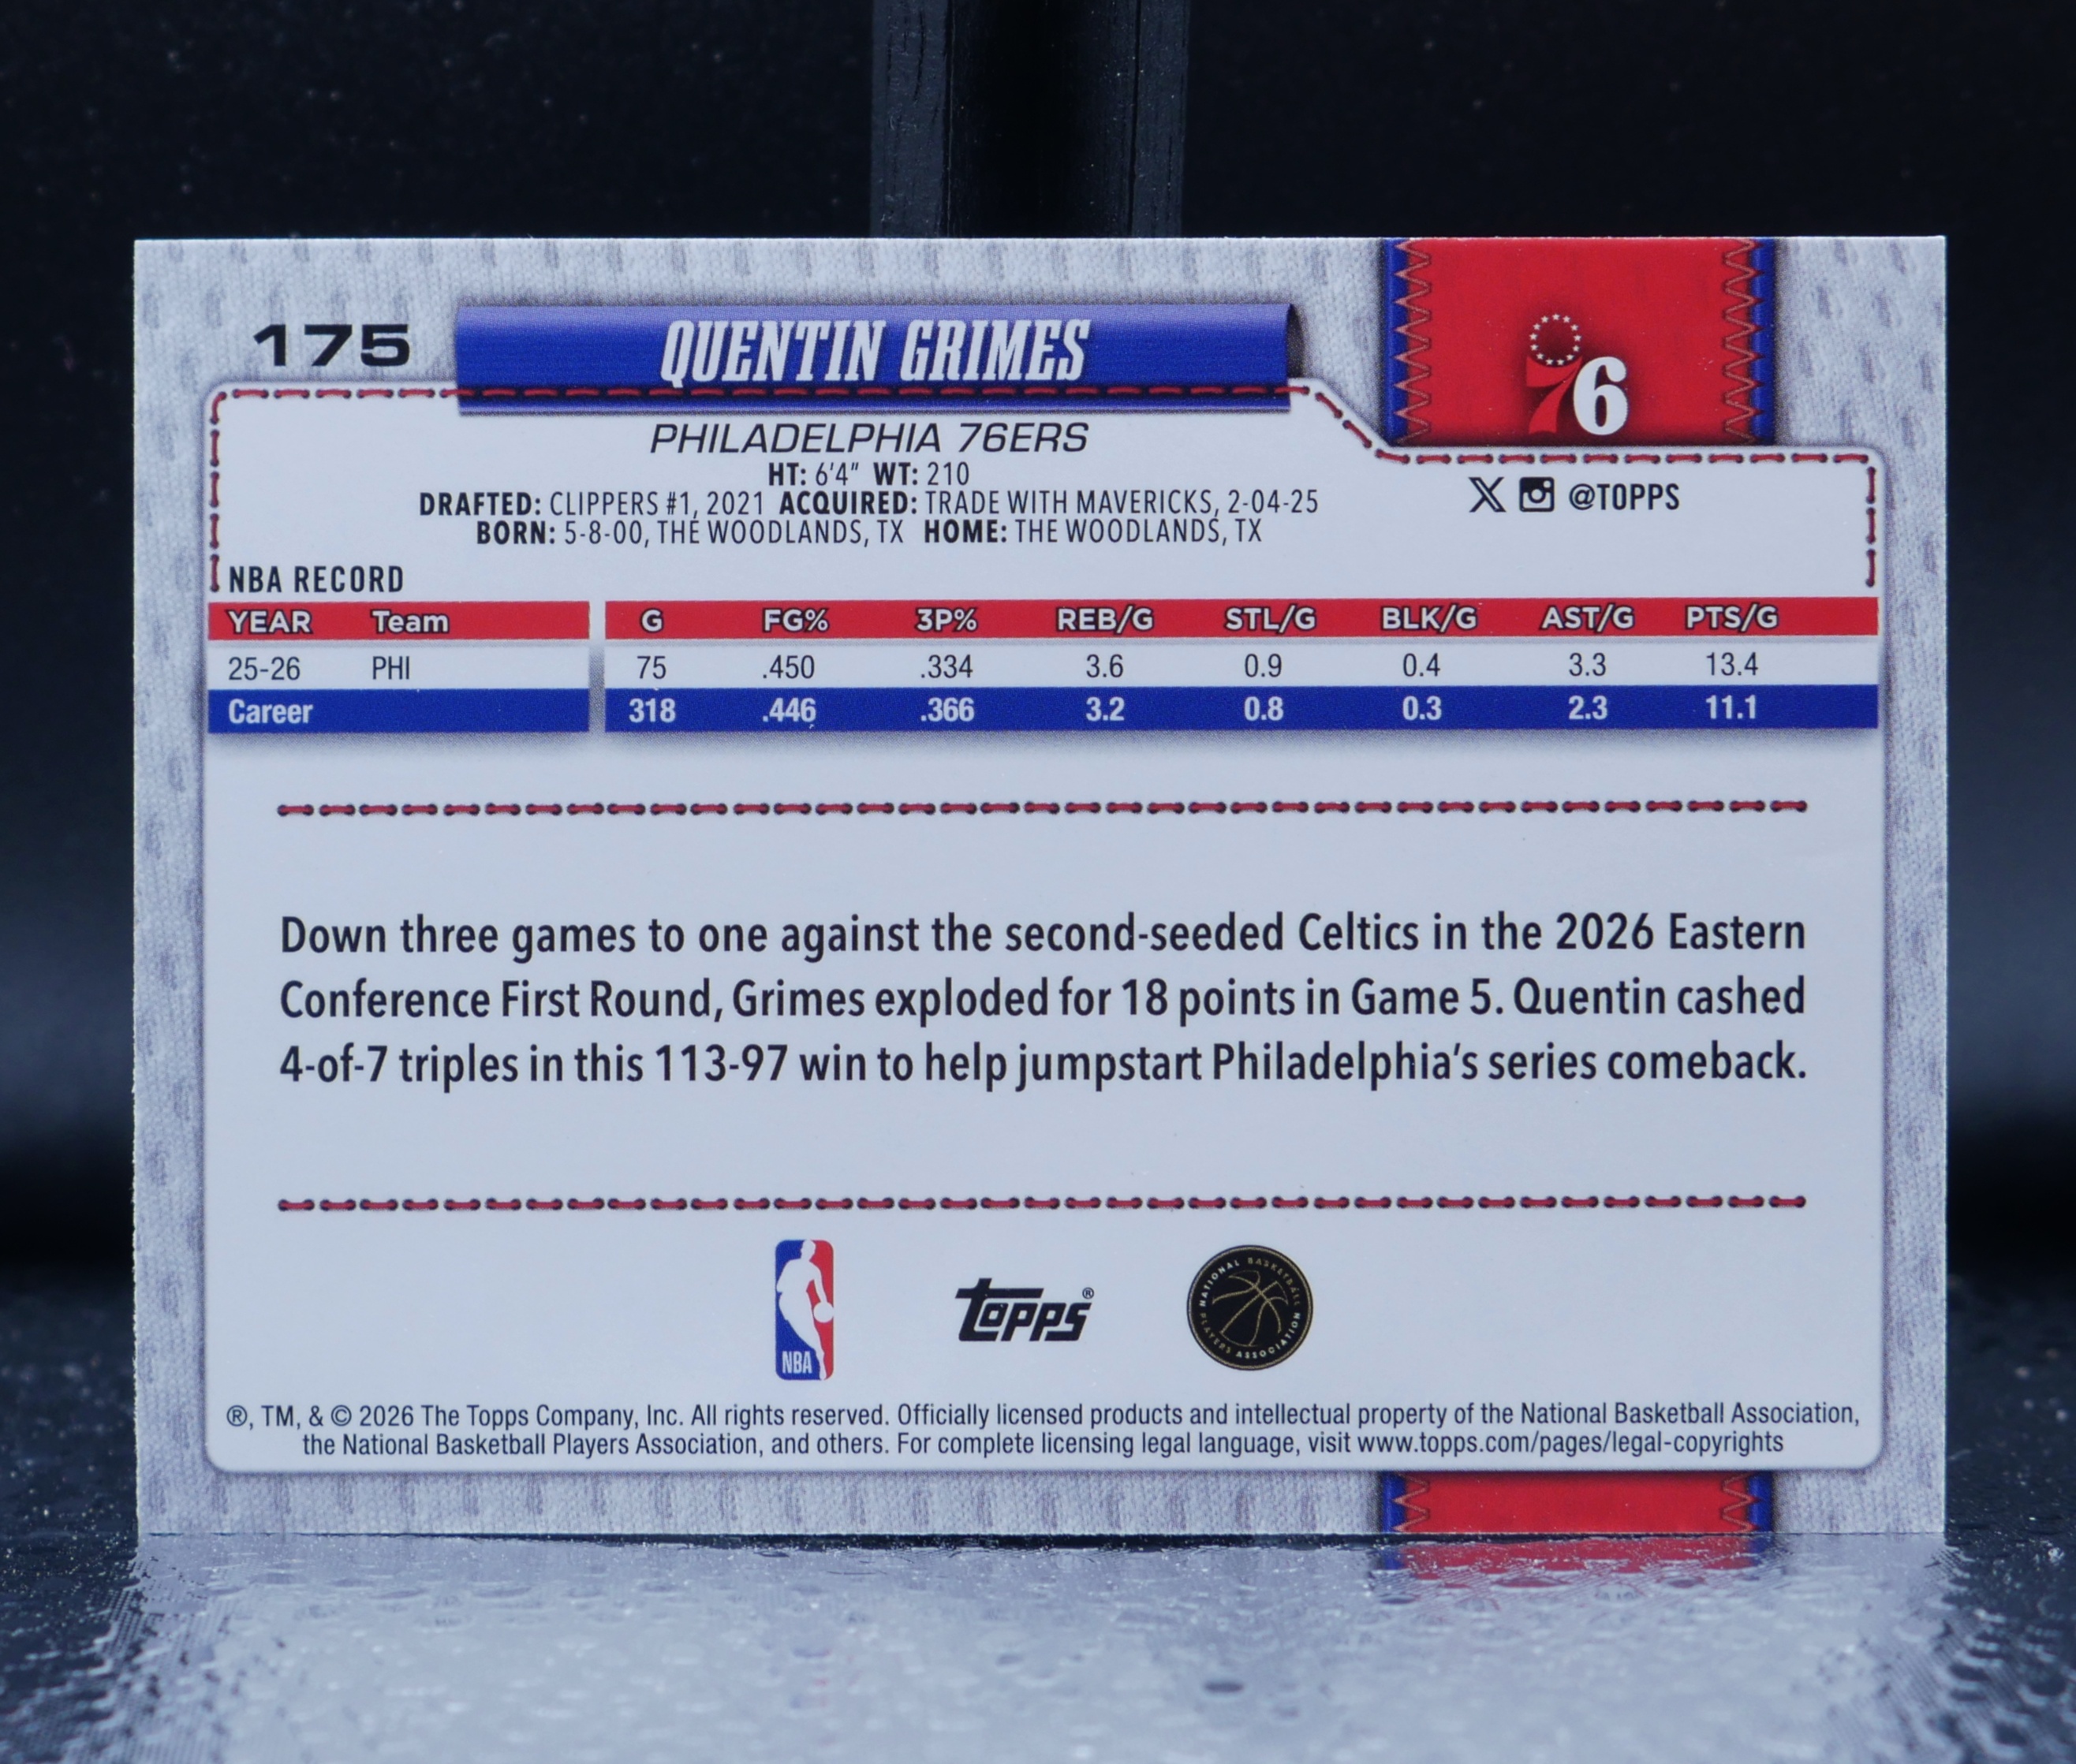 175
QUENTIN GRIMES
76
PHILADELPHIA 76ERS
HT: 6'4" WT: 210
DRAFTED: CLIPPERS #1, 2021 ACQUIRED: TRADE WITH MAVERICKS, 2-04-25
BORN: 5-8-00, THE WOODLANDS, TX HOME: THE WOODLANDS, TX
@TOPPS
NBA RECORD
YEAR Team G FG% 3P% REB/G STL/G BLK/G AST/G PTS/G
25-26 PHI 75 .450 .334 3.6 0.9 0.4 3.3 13.4
Career 318 .446 .366 3.2 0.8 0.3 2.3 11.1
Down three games to one against the second-seeded Celtics in the 2026 Eastern
Conference First Round, Grimes exploded for 18 points in Game 5. Quentin cashed
4-of-7 triples in this 113-97 win to help jumpstart Philadelphia's series comeback.
NBA
Topps®
NATIONAL BASKETBALL PLAYERS ASSOCIATION
®, TM, & © 2026 The Topps Company, Inc. All rights reserved. Officially licensed products and intellectual property of the National Basketball Association,
the National Basketball Players Association, and others. For complete licensing legal language, visit www.topps.com/pages/legal-copyrights